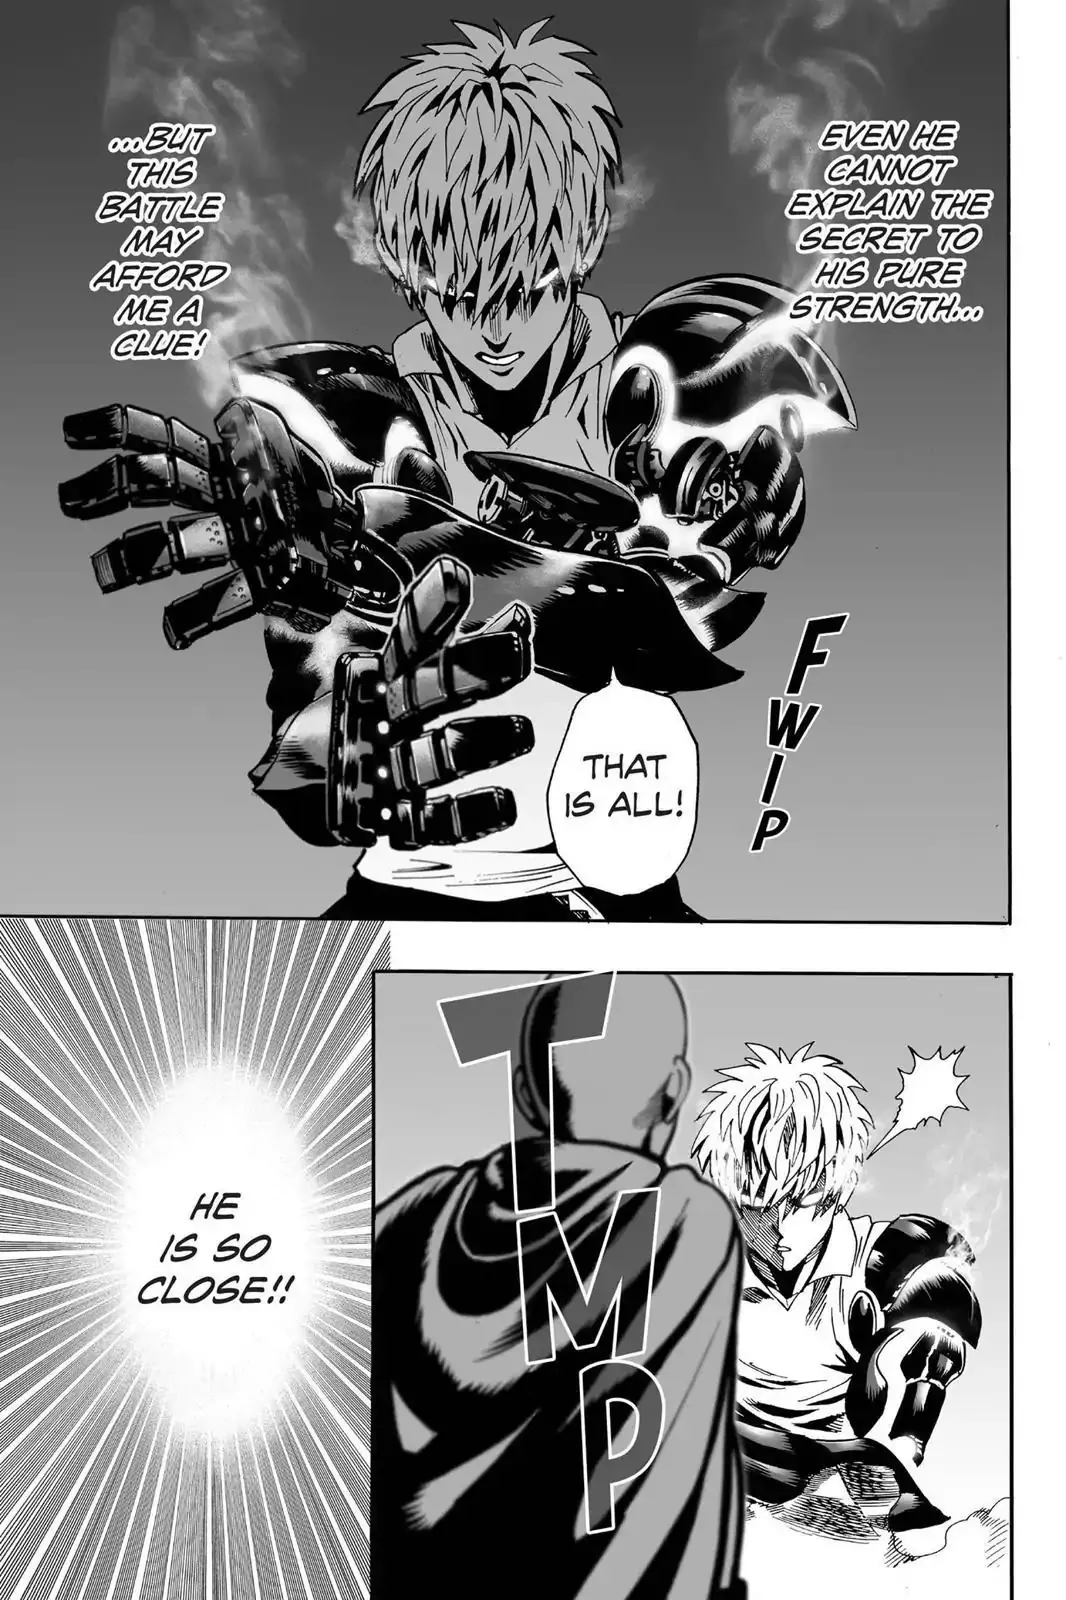 EVEN HE
CANNOT
EXPLAIN THE
SECRET TO
HIS PURE
STRENGTH...
...BUT
THIS
BATTLE
MAY
AFFORD
ME A
CLUE!
FWIP
THAT
IS ALL!
TMP
HE
IS SO
CLOSE!!